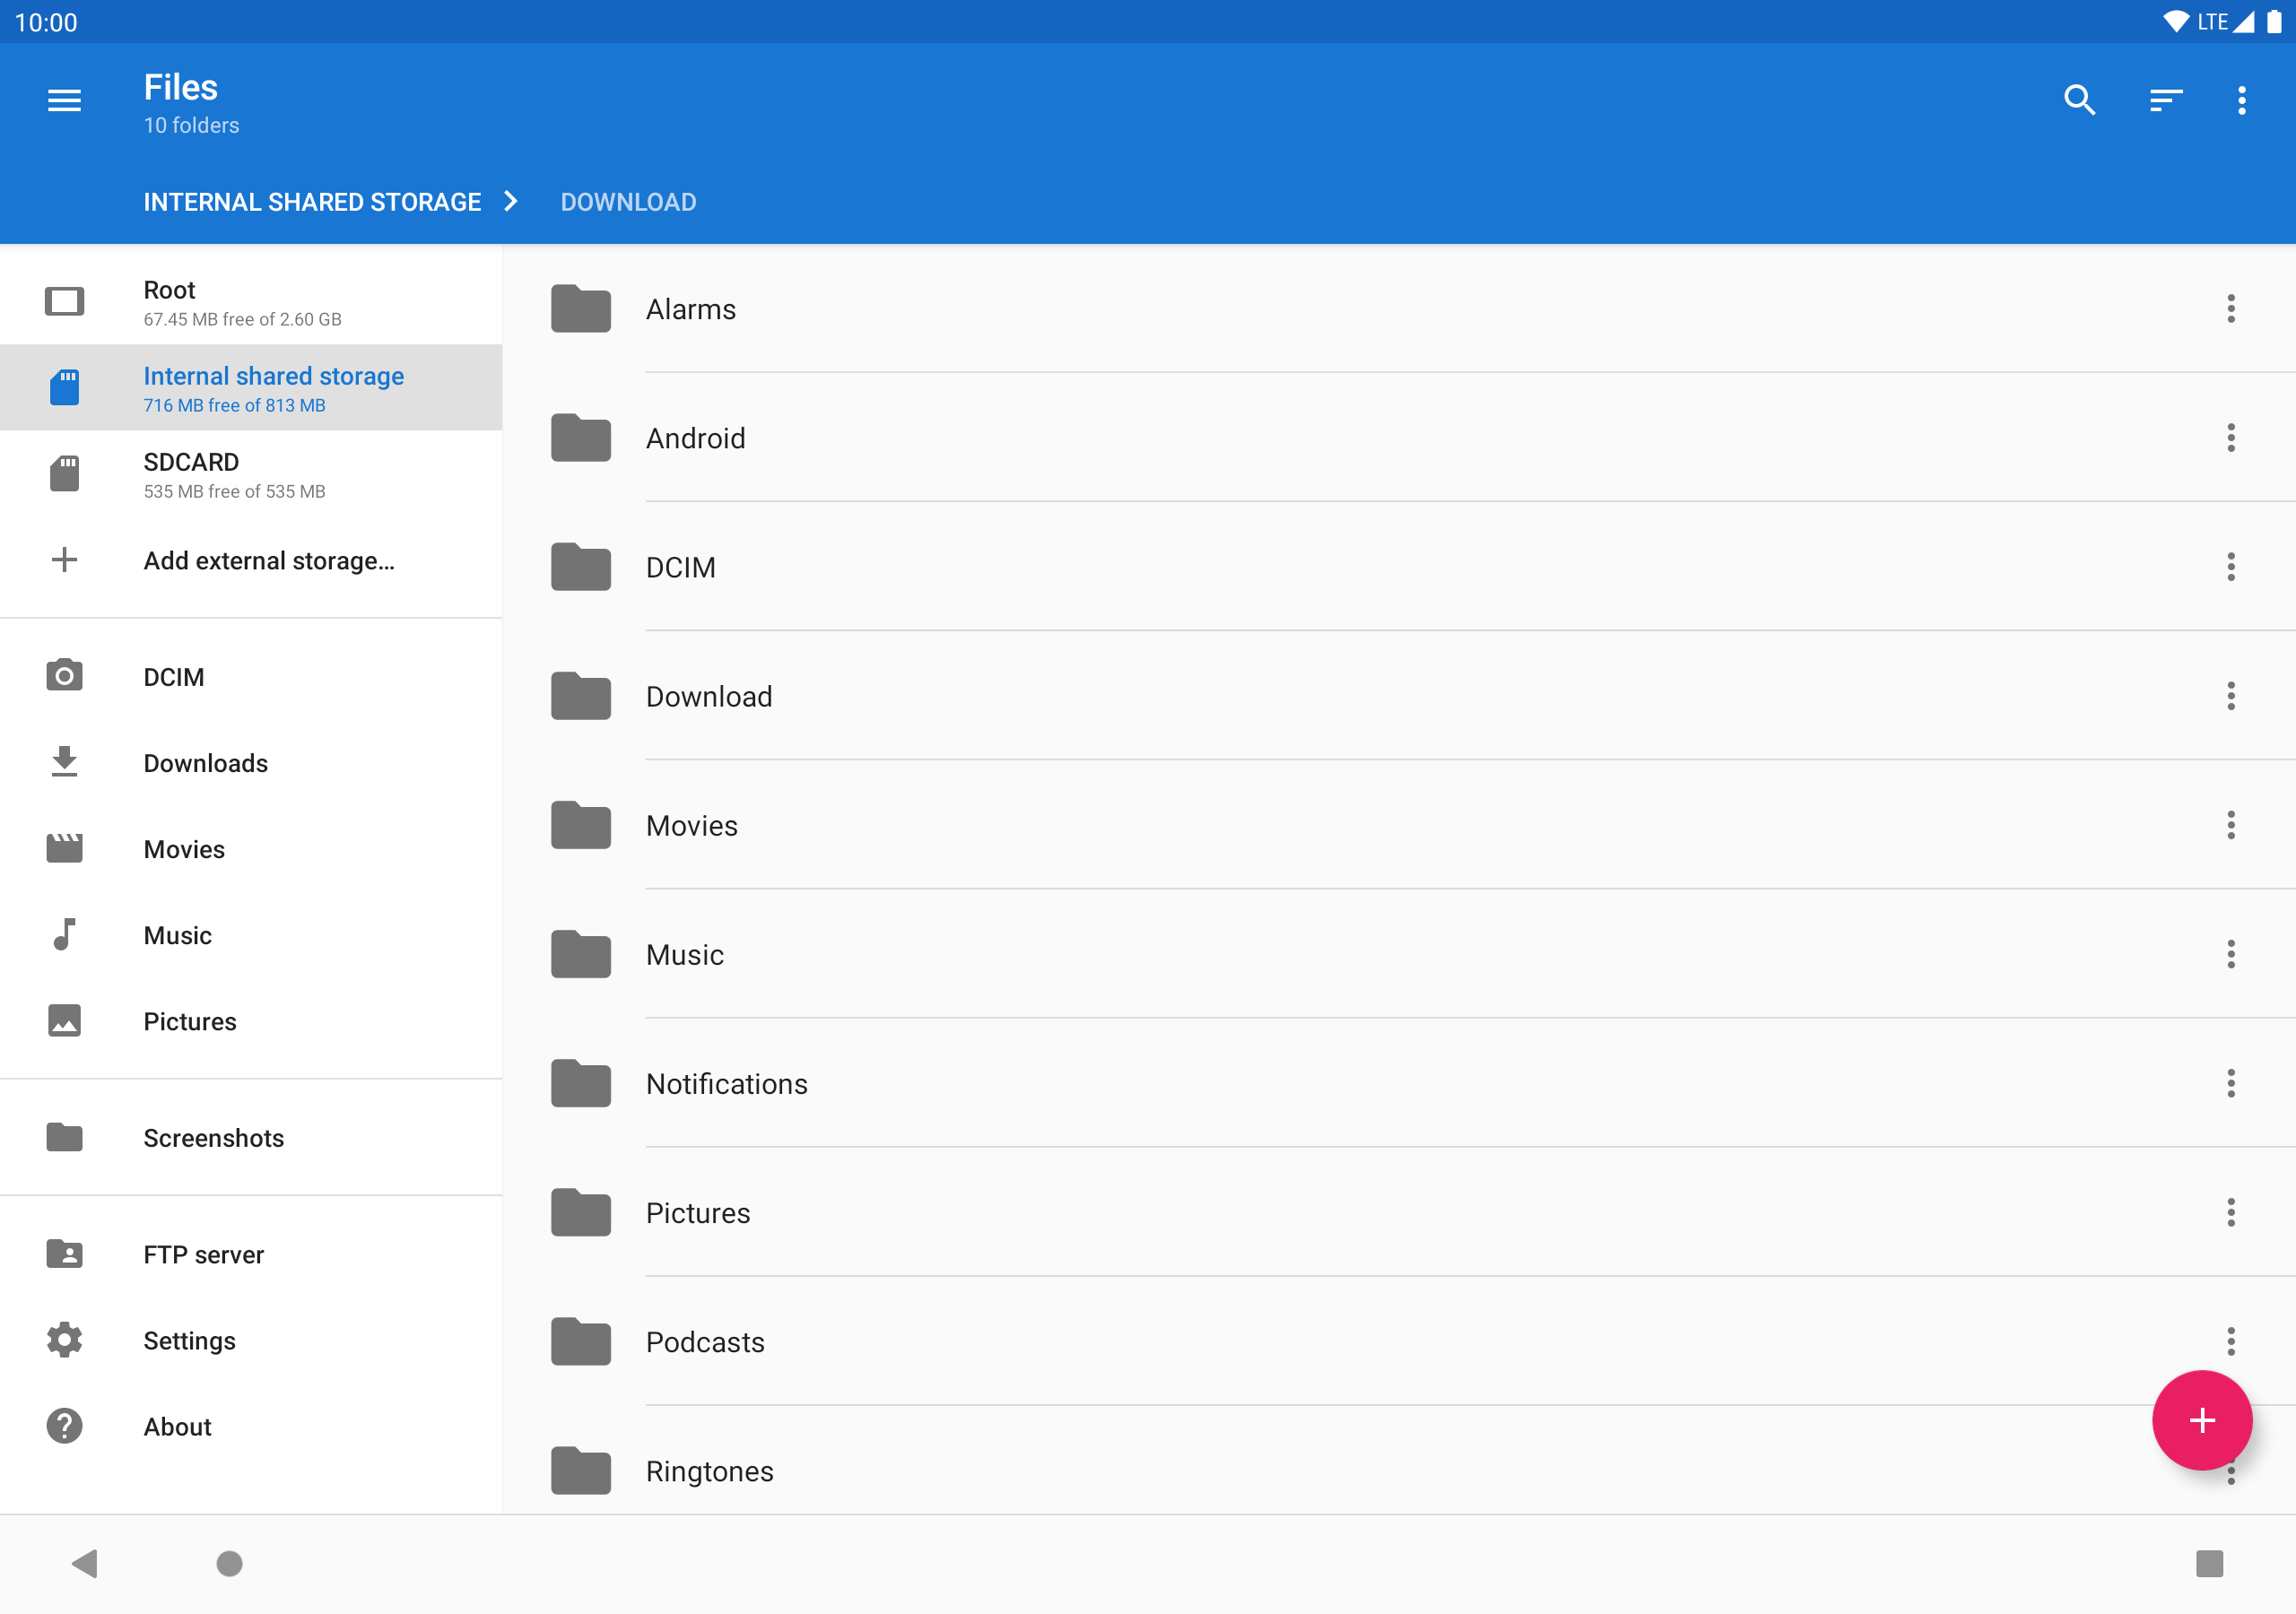 10:00
LTE
Files
10 folders
INTERNAL SHARED STORAGE
DOWNLOAD
Root
67.45 MB free of 2.60 GB
Internal shared storage
716 MB free of 813 MB
SDCARD
535 MB free of 535 MB
Add external storage…
DCIM
Downloads
Movies
Music
Pictures
Screenshots
FTP server
Settings
About
Alarms
Android
DCIM
Download
Movies
Music
Notifications
Pictures
Podcasts
Ringtones